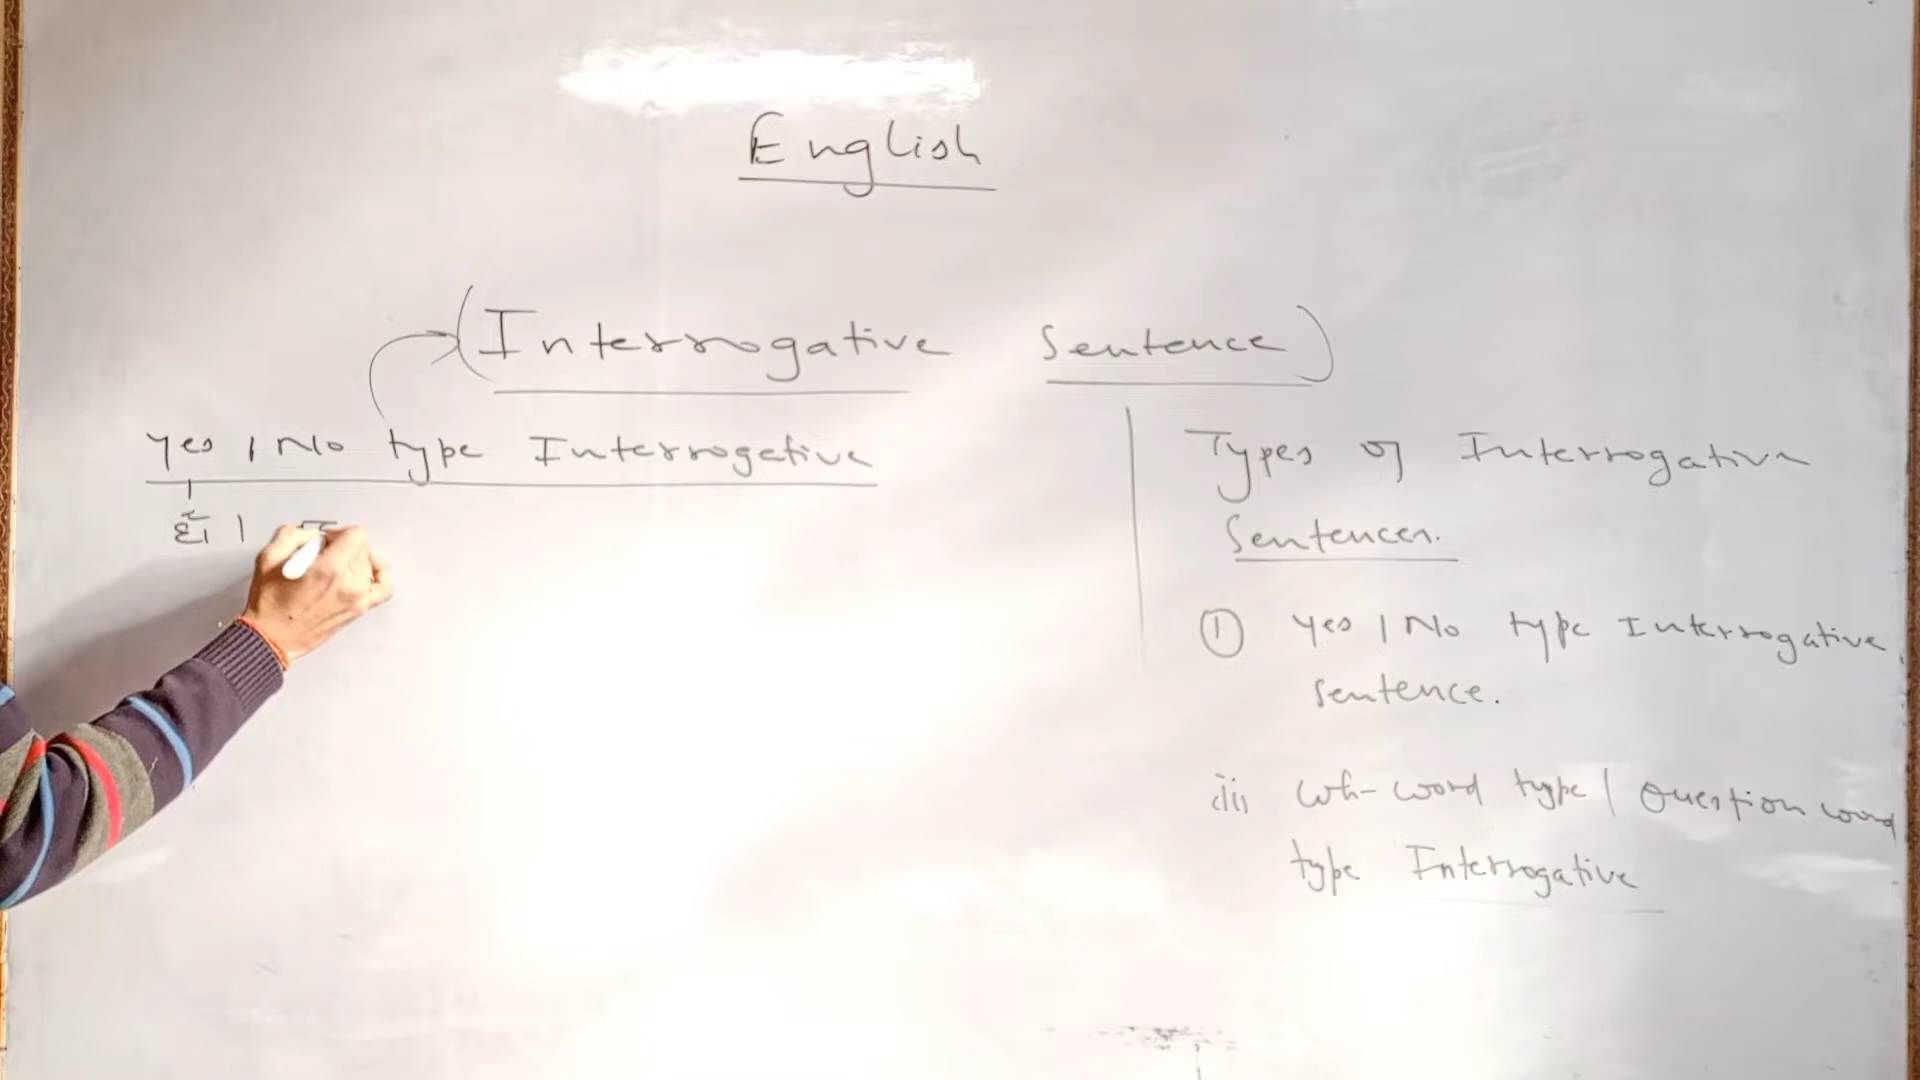 English
(Interrogative Sentence)
Yes / No type Interrogative
हाँ /
Types of Interrogative
Sentences.
① Yes / No type Interrogative
sentence.
(ii) Wh-word type / Question word
type Interrogative